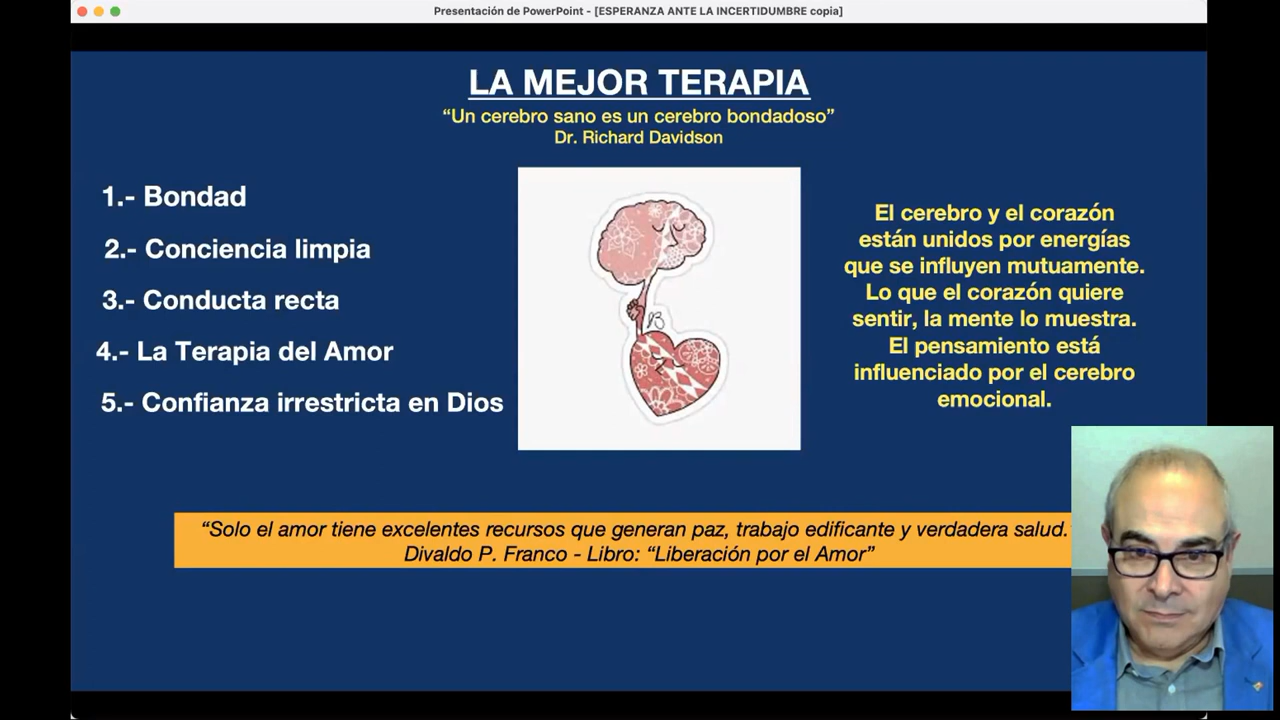 Presentación de PowerPoint - [ESPERANZA ANTE LA INCERTIDUMBRE copia]
LA MEJOR TERAPIA
“Un cerebro sano es un cerebro bondadoso”
Dr. Richard Davidson
1.- Bondad
2.- Conciencia limpia
3.- Conducta recta
4.- La Terapia del Amor
5.- Confianza irrestricta en Dios
El cerebro y el corazón
están unidos por energías
que se influyen mutuamente.
Lo que el corazón quiere
sentir, la mente lo muestra.
El pensamiento está
influenciado por el cerebro
emocional.
“Solo el amor tiene excelentes recursos que generan paz, trabajo edificante y verdadera salud.”
Divaldo P. Franco - Libro: “Liberación por el Amor”